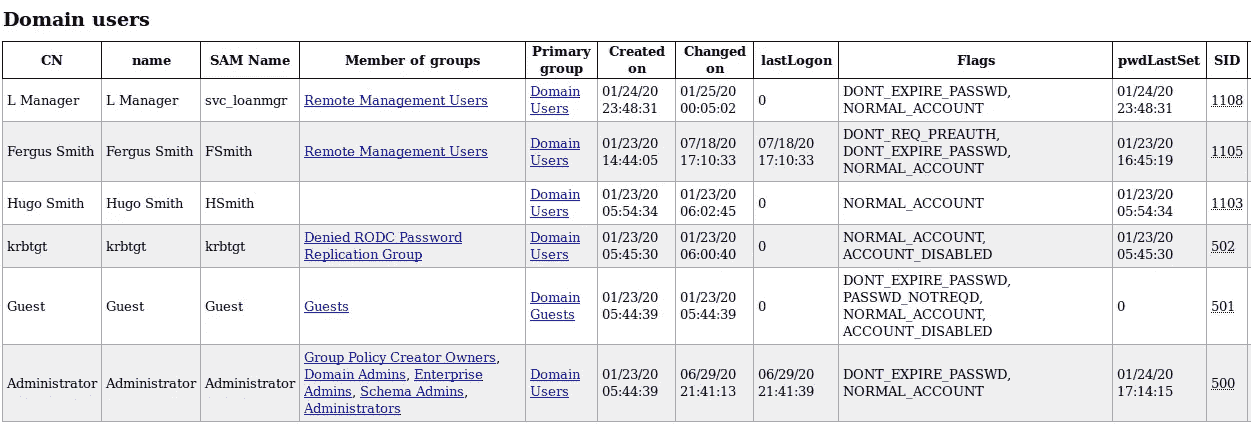 Domain users
CN name SAM Name Member of groups Primary group Created on Changed on lastLogon Flags pwdLastSet SID
L Manager L Manager svc_loanmgr Remote Management Users Domain Users 01/24/20 23:48:31 01/25/20 00:05:02 0 DONT_EXPIRE_PASSWD, NORMAL_ACCOUNT 01/24/20 23:48:31 1108
Fergus Smith Fergus Smith FSmith Remote Management Users Domain Users 01/23/20 14:44:05 07/18/20 17:10:33 07/18/20 17:10:33 DONT_REQ_PREAUTH, DONT_EXPIRE_PASSWD, NORMAL_ACCOUNT 01/23/20 16:45:19 1105
Hugo Smith Hugo Smith HSmith Domain Users 01/23/20 05:54:34 01/23/20 06:02:45 0 NORMAL_ACCOUNT 01/23/20 05:54:34 1103
krbtgt krbtgt krbtgt Denied RODC Password Replication Group Domain Users 01/23/20 05:45:30 01/23/20 06:00:40 0 NORMAL_ACCOUNT, ACCOUNT_DISABLED 01/23/20 05:45:30 502
Guest Guest Guest Guests Domain Guests 01/23/20 05:44:39 01/23/20 05:44:39 0 DONT_EXPIRE_PASSWD, PASSWD_NOTREQD, NORMAL_ACCOUNT, ACCOUNT_DISABLED 0 501
Administrator Administrator Administrator Group Policy Creator Owners, Domain Admins, Enterprise Admins, Schema Admins, Administrators Domain Users 01/23/20 05:44:39 06/29/20 21:41:13 06/29/20 21:41:39 DONT_EXPIRE_PASSWD, NORMAL_ACCOUNT 01/24/20 17:14:15 500